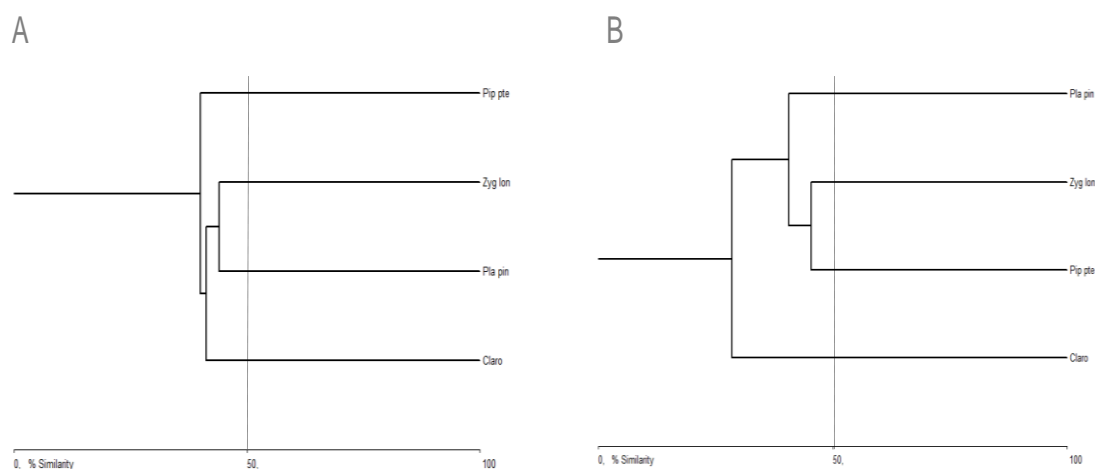 A
Pip pte
Zyg lon
Pla pin
Claro
0, % Similarity 50, 100
B
Pla pin
Zyg lon
Pip pte
Claro
0, % Similarity 50, 100